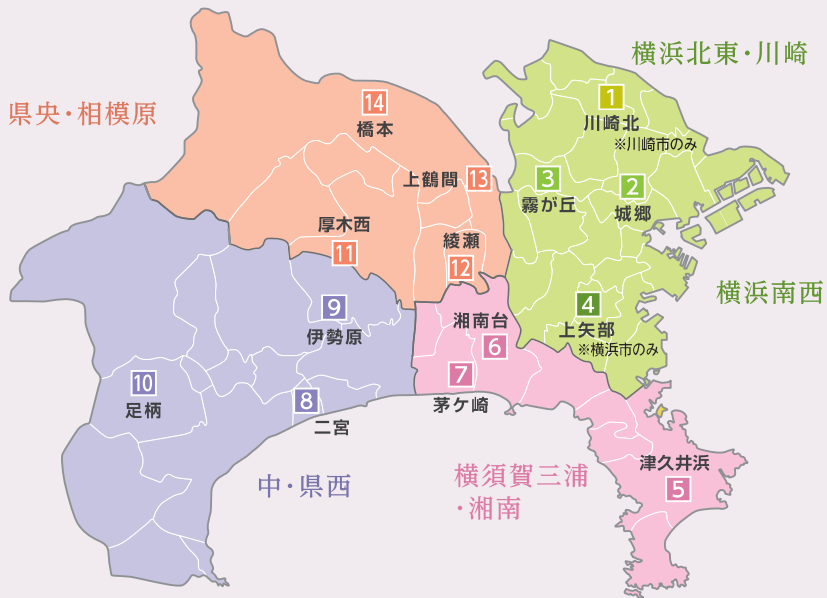 横浜北東・川崎
1
川崎北
※川崎市のみ
14
橋本
県央・相模原
上鶴間 13
3
霧が丘
2
城郷
厚木西
11
綾瀬
12
横浜南西
4
上矢部
※横浜市のみ
9
伊勢原
湘南台
6
7
茅ケ崎
10
足柄
8
二宮
中・県西
横須賀三浦
・湘南
津久井浜
5